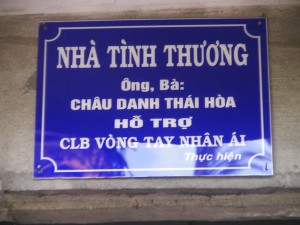 NHÀ TÌNH THƯƠNG
Ông, Bà:
CHÂU DANH THÁI HÒA
HỖ TRỢ
CLB VÒNG TAY NHÂN ÁI
Thực hiện